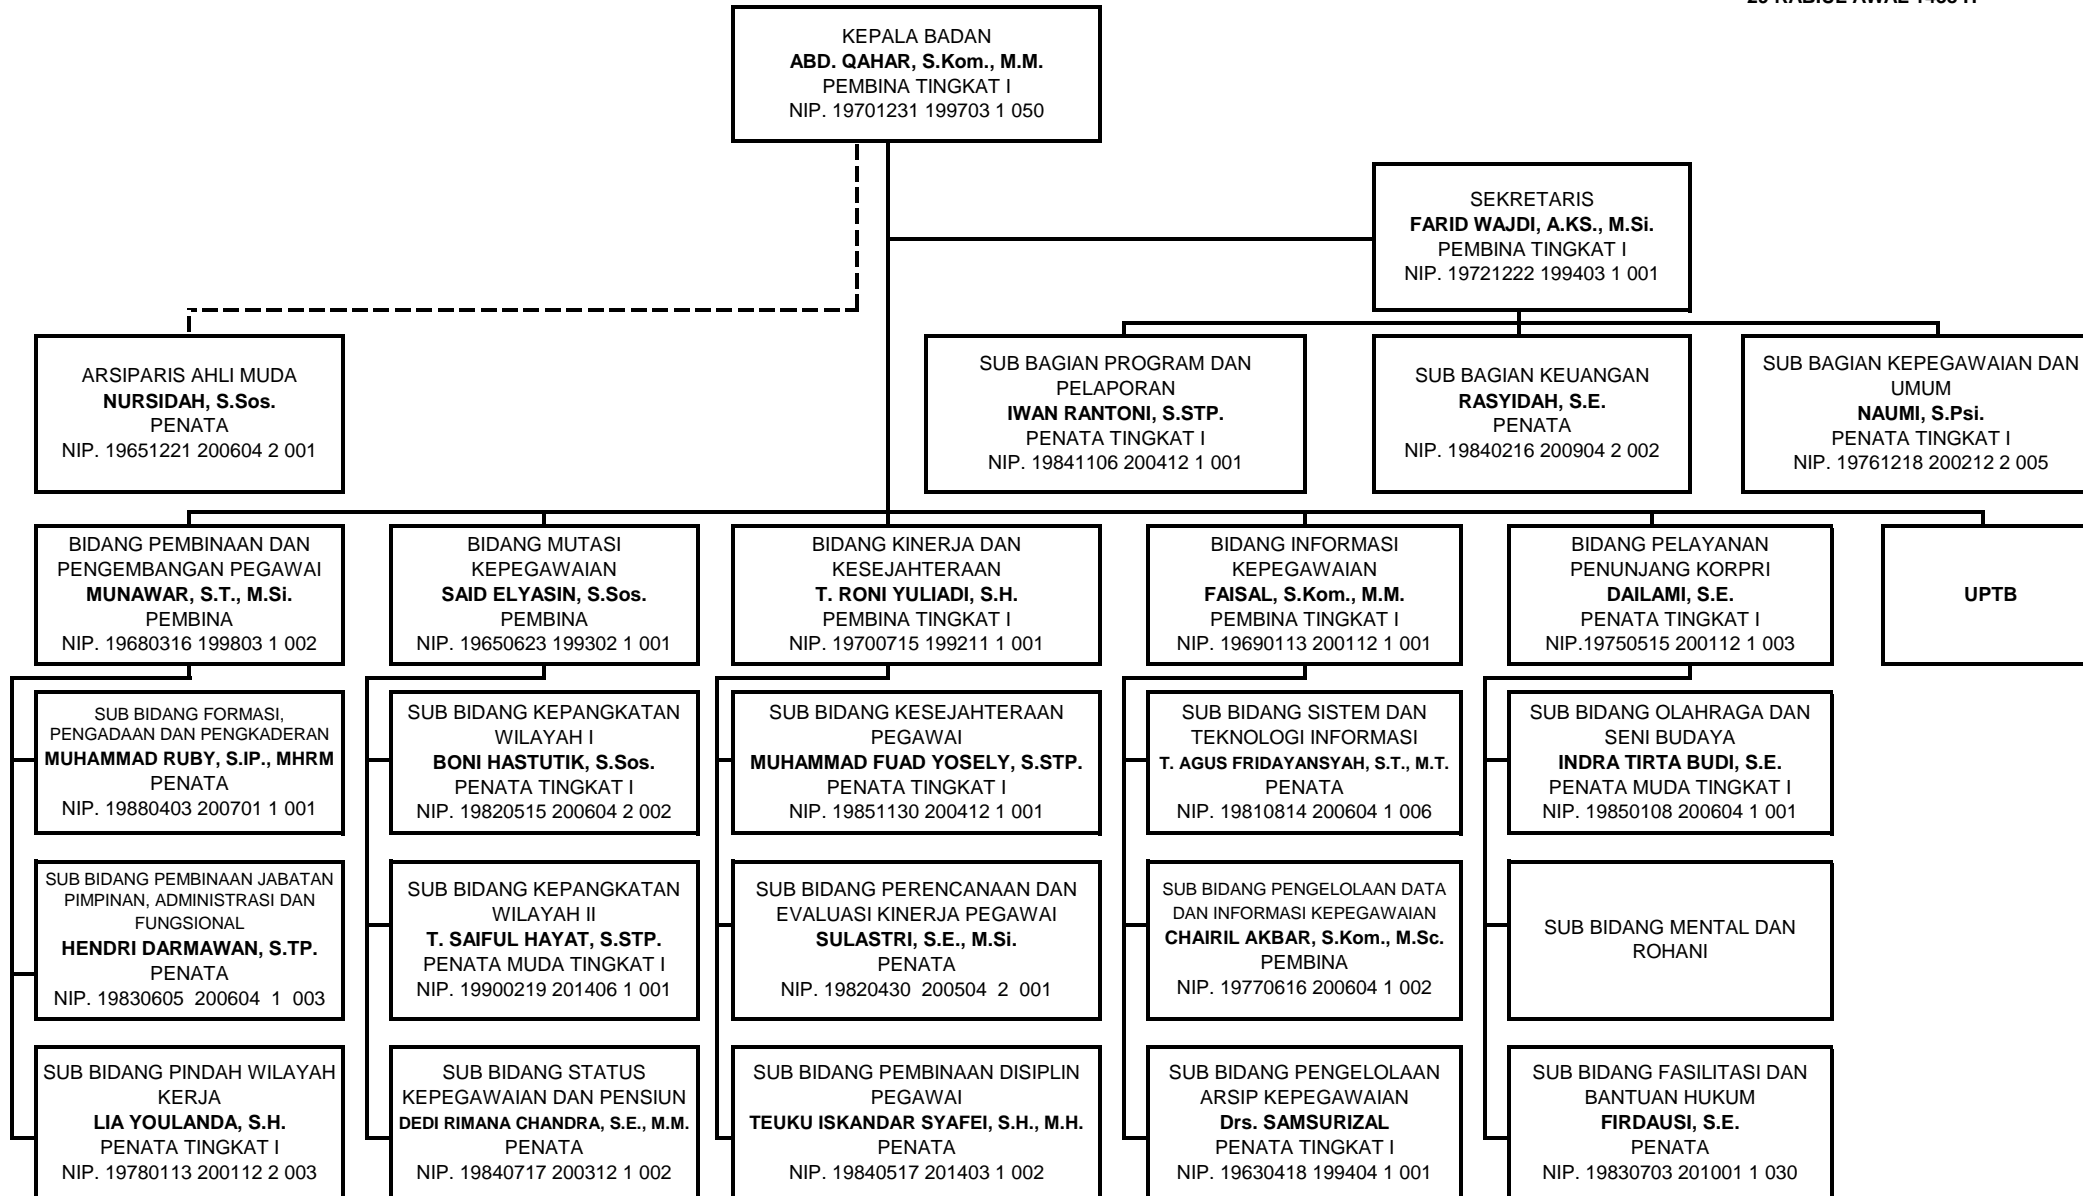 KEPALA BADAN
ABD. QAHAR, S.Kom., M.M.
PEMBINA TINGKAT I
NIP. 19701231 199703 1 050
SEKRETARIS
FARID WAJDI, A.KS., M.Si.
PEMBINA TINGKAT I
NIP. 19721222 199403 1 001
ARSIPARIS AHLI MUDA
NURSIDAH, S.Sos.
PENATA
NIP. 19651221 200604 2 001
SUB BAGIAN PROGRAM DAN
PELAPORAN
IWAN RANTONI, S.STP.
PENATA TINGKAT I
NIP. 19841106 200412 1 001
SUB BAGIAN KEUANGAN
RASYIDAH, S.E.
PENATA
NIP. 19840216 200904 2 002
SUB BAGIAN KEPEGAWAIAN DAN
UMUM
NAUMI, S.Psi.
PENATA TINGKAT I
NIP. 19761218 200212 2 005
BIDANG PEMBINAAN DAN
PENGEMBANGAN PEGAWAI
MUNAWAR, S.T., M.Si.
PEMBINA
NIP. 19680316 199803 1 002
BIDANG MUTASI
KEPEGAWAIAN
SAID ELYASIN, S.Sos.
PEMBINA
NIP. 19650623 199302 1 001
BIDANG KINERJA DAN
KESEJAHTERAAN
T. RONI YULIADI, S.H.
PEMBINA TINGKAT I
NIP. 19700715 199211 1 001
BIDANG INFORMASI
KEPEGAWAIAN
FAISAL, S.Kom., M.M.
PEMBINA TINGKAT I
NIP. 19690113 200112 1 001
BIDANG PELAYANAN
PENUNJANG KORPRI
DAILAMI, S.E.
PENATA TINGKAT I
NIP.19750515 200112 1 003
UPTB
SUB BIDANG FORMASI,
PENGADAAN DAN PENGKADERAN
MUHAMMAD RUBY, S.IP., MHRM
PENATA
NIP. 19880403 200701 1 001
SUB BIDANG KEPANGKATAN
WILAYAH I
BONI HASTUTIK, S.Sos.
PENATA TINGKAT I
NIP. 19820515 200604 2 002
SUB BIDANG KESEJAHTERAAN
PEGAWAI
MUHAMMAD FUAD YOSELY, S.STP.
PENATA TINGKAT I
NIP. 19851130 200412 1 001
SUB BIDANG SISTEM DAN
TEKNOLOGI INFORMASI
T. AGUS FRIDAYANSYAH, S.T., M.T.
PENATA
NIP. 19810814 200604 1 006
SUB BIDANG OLAHRAGA DAN
SENI BUDAYA
INDRA TIRTA BUDI, S.E.
PENATA MUDA TINGKAT I
NIP. 19850108 200604 1 001
SUB BIDANG PEMBINAAN JABATAN
PIMPINAN, ADMINISTRASI DAN
FUNGSIONAL
HENDRI DARMAWAN, S.TP.
PENATA
NIP. 19830605 200604 1 003
SUB BIDANG KEPANGKATAN
WILAYAH II
T. SAIFUL HAYAT, S.STP.
PENATA MUDA TINGKAT I
NIP. 19900219 201406 1 001
SUB BIDANG PERENCANAAN DAN
EVALUASI KINERJA PEGAWAI
SULASTRI, S.E., M.Si.
PENATA
NIP. 19820430 200504 2 001
SUB BIDANG PENGELOLAAN DATA
DAN INFORMASI KEPEGAWAIAN
CHAIRIL AKBAR, S.Kom., M.Sc.
PEMBINA
NIP. 19770616 200604 1 002
SUB BIDANG MENTAL DAN
ROHANI
SUB BIDANG PINDAH WILAYAH
KERJA
LIA YOULANDA, S.H.
PENATA TINGKAT I
NIP. 19780113 200112 2 003
SUB BIDANG STATUS
KEPEGAWAIAN DAN PENSIUN
DEDI RIMANA CHANDRA, S.E., M.M.
PENATA
NIP. 19840717 200312 1 002
SUB BIDANG PEMBINAAN DISIPLIN
PEGAWAI
TEUKU ISKANDAR SYAFEI, S.H., M.H.
PENATA
NIP. 19840517 201403 1 002
SUB BIDANG PENGELOLAAN
ARSIP KEPEGAWAIAN
Drs. SAMSURIZAL
PENATA TINGKAT I
NIP. 19630418 199404 1 001
SUB BIDANG FASILITASI DAN
BANTUAN HUKUM
FIRDAUSI, S.E.
PENATA
NIP. 19830703 201001 1 030